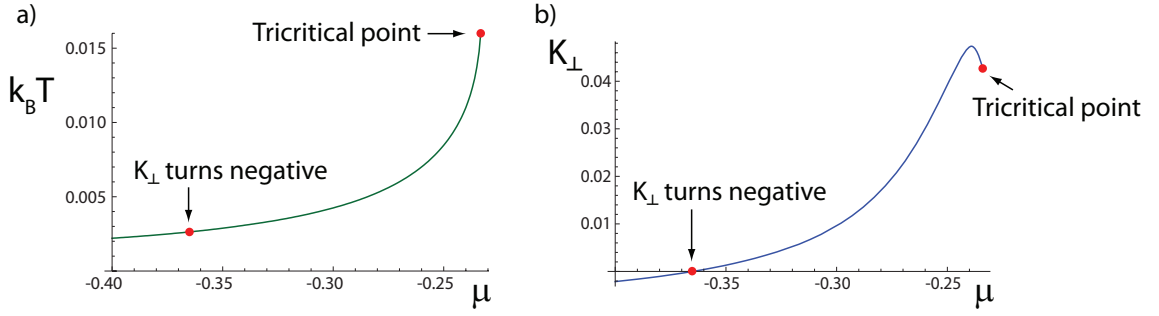 a)
Tricritical point
0.015
k_B T
0.010
K⊥ turns negative
0.005
-0.40
-0.35
-0.30
-0.25
μ
b)
K⊥
0.04
Tricritical point
0.03
0.02
K⊥ turns negative
0.01
-0.35
-0.30
-0.25
μ